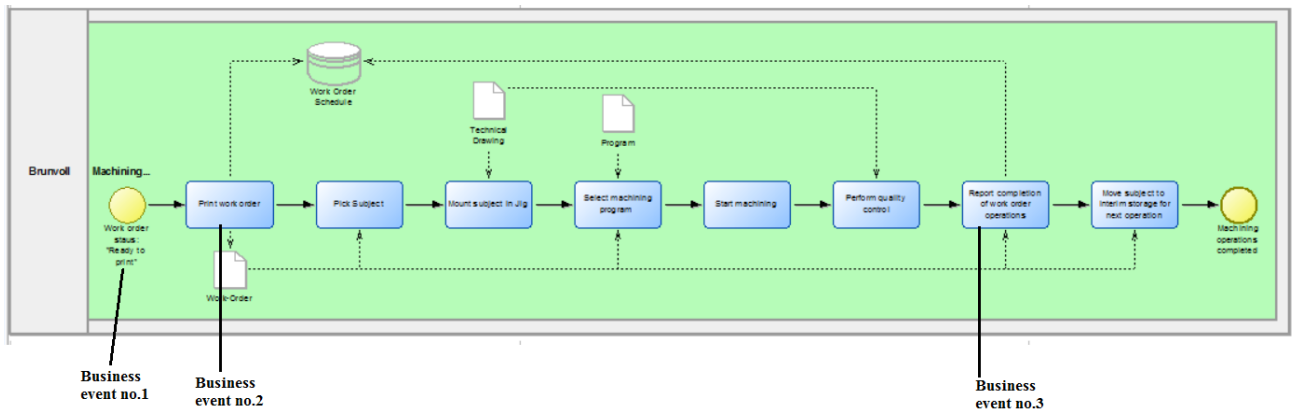 Work Order
Schedule
Technical
Drawing
Program
Brunvoll
Machining...
Print work order
Pick Subject
Mount subject in Jig
Select machining
program
Start machining
Perform quality
control
Report completion
of work order
operations
Move subject to
interim storage for
next operation
Work order
staus:
"Ready to
print"
Machining
operations
completed
Work-Order
Business
event no.1
Business
event no.2
Business
event no.3